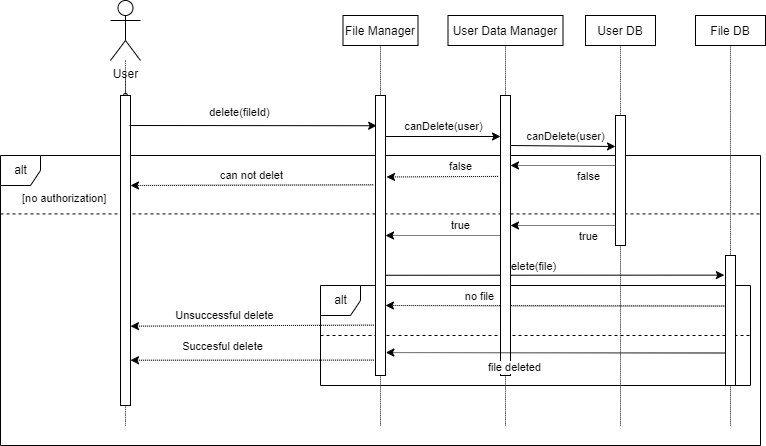 File Manager
User Data Manager
User DB
File DB
User
delete(fileId)
canDelete(user)
canDelete(user)
alt
false
false
can not delet
[no authorization]
true
true
elete(file)
alt
no file
Unsuccessful delete
Succesful delete
file deleted